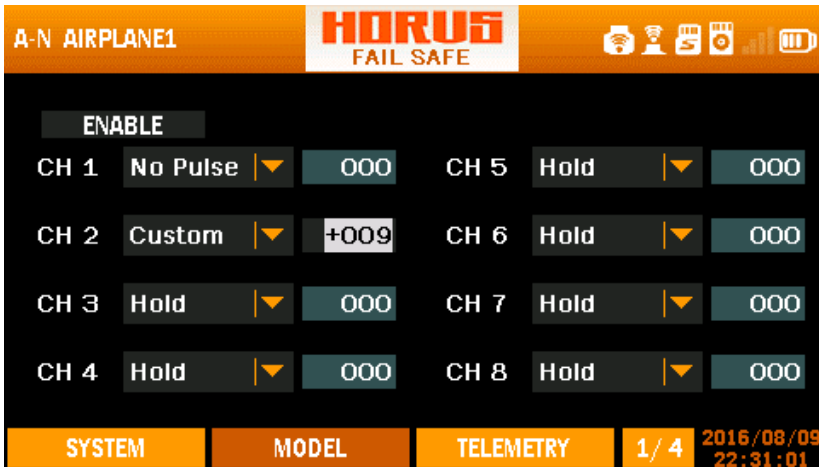 A-N AIRPLANE1
HORUS
FAIL SAFE
ENABLE
CH 1 No Pulse 000 CH 5 Hold 000
CH 2 Custom +009 CH 6 Hold 000
CH 3 Hold 000 CH 7 Hold 000
CH 4 Hold 000 CH 8 Hold 000
SYSTEM MODEL TELEMETRY 1/4 2016/08/09
22:31:01